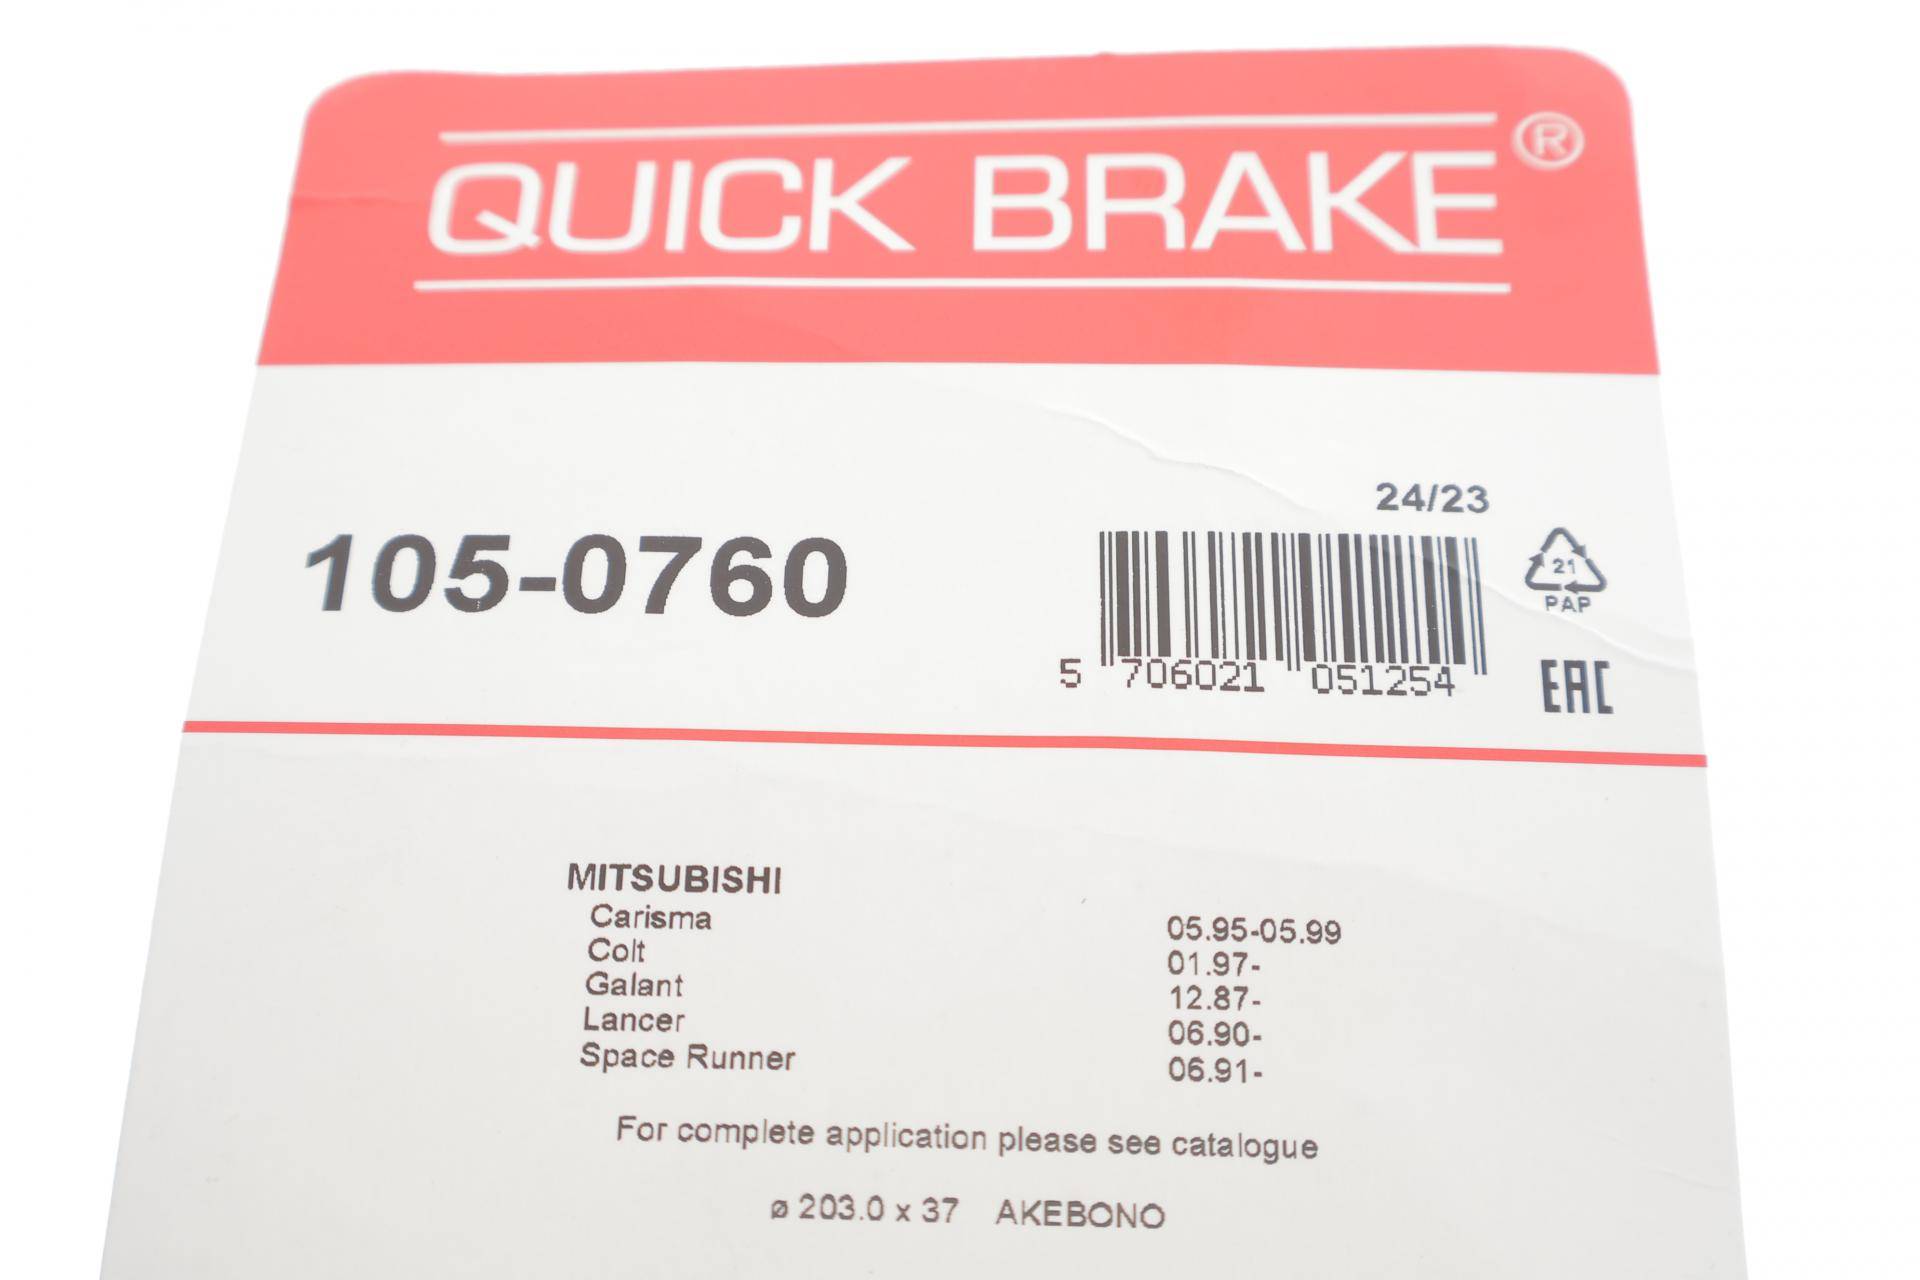 QUICK BRAKE®
24/23
105-0760
5 706021 051254
21
PAP
EAC
MITSUBISHI
Carisma 05.95-05.99
Colt 01.97-
Galant 12.87-
Lancer 06.90-
Space Runner 06.91-
For complete application please see catalogue
ø 203.0 x 37 AKEBONO